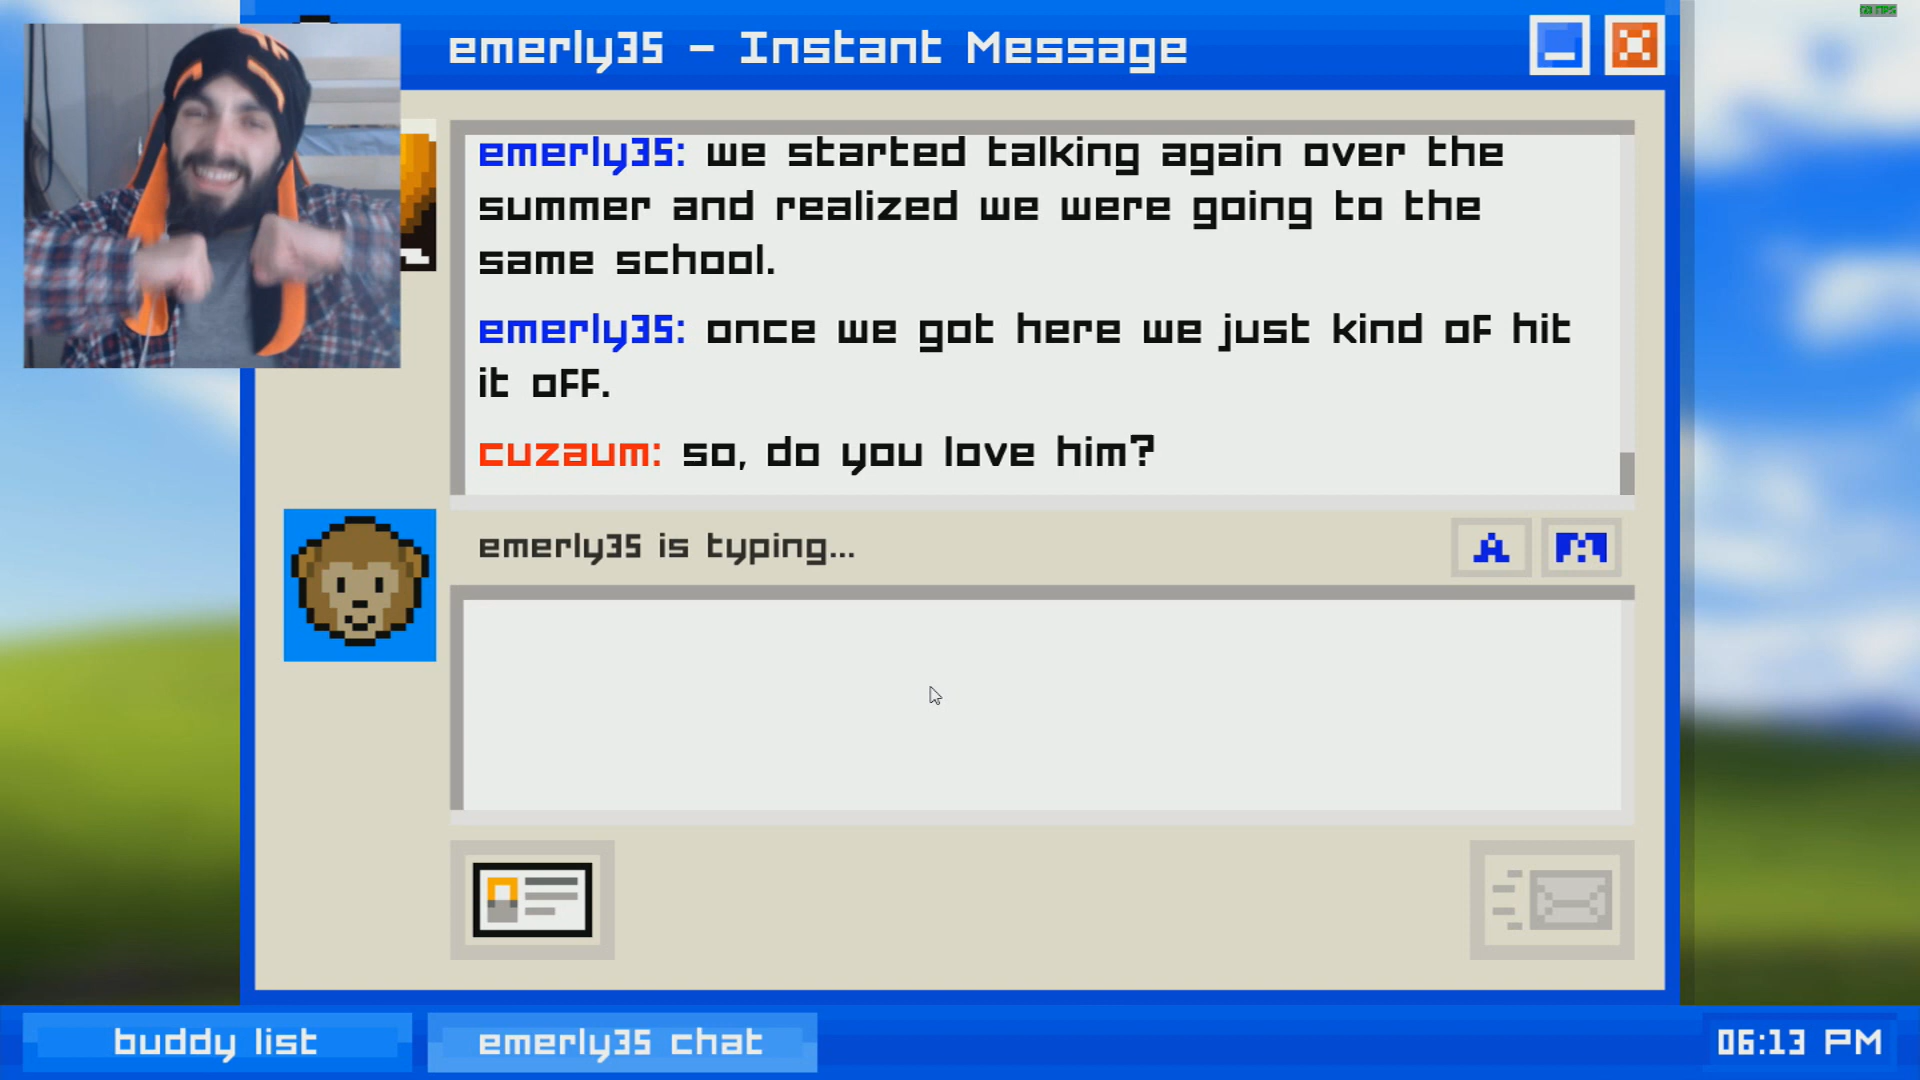 emerly35 - Instant Message
emerly35: we started talking again over the
summer and realized we were going to the
same school.
emerly35: once we got here we just kind of hit
it off.
cuzaum: so, do you love him?
emerly35 is typing...
A
buddy list
emerly35 chat
06:13 PM